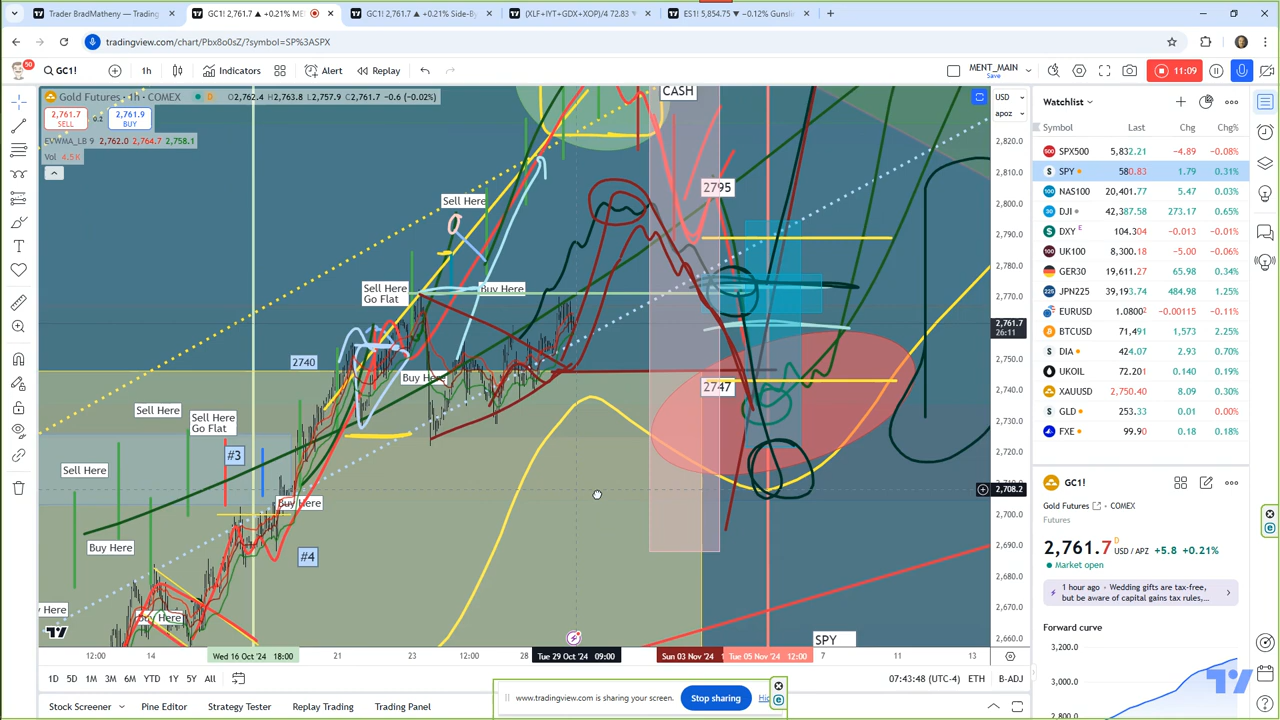 Trader BradMatheny — Trading
GC1! 2,761.7 ▲ +0.21% ME
GC1! 2,761.7 ▲ +0.21% Side-By
(XLF+IYT+GDX+XOP)/4 72.83
ES1! 5,854.75 ▼ −0.12% Gunsli
tradingview.com/chart/Pbx8o0sZ/?symbol=SP%3ASPX
50
GC1!
1h
Indicators
Alert
Replay
MENT_MAIN
Save
11:09
Gold Futures · 1h · COMEX
D
O2,762.4 H2,763.8 L2,757.9 C2,761.7 −0.6 (−0.02%)
2,761.7
SELL
0.2
2,761.9
BUY
EVWMA_LB 9 2,762.0 2,764.7 2,758.1
Vol 4.5K
CASH
USD
apoz
2,820.0
2,810.0
2,800.0
2,790.0
2,780.0
2,770.0
2,761.7
26:11
2,750.0
2,740.0
2,730.0
2,720.0
2,708.2
2,700.0
2,690.0
2,680.0
2,670.0
2,660.0
Sell Here
2795
Sell Here
Go Flat
Buy Here
2740
Buy Here
2747
Sell Here
Sell Here
Go Flat
#3
Sell Here
Buy Here
Buy Here
#4
Here
Buy Here
SPY
12:00
14
Wed 16 Oct '24 18:00
21
23
12:00
28
Tue 29 Oct '24 09:00
Sun 03 Nov '24
Tue 05 Nov '24 12:00
7
11
13
1D 5D 1M 3M 6M YTD 1Y 5Y All
07:43:48 (UTC-4)
ETH
B-ADJ
Stock Screener
Pine Editor
Strategy Tester
Replay Trading
Trading Panel
www.tradingview.com is sharing your screen.
Stop sharing
Watchlist
Symbol Last Chg Chg%
SPX500 5,832.21 −4.89 −0.08%
SPY 580.83 1.79 0.31%
NAS100 20,401.77 5.47 0.03%
DJI 42,387.58 273.17 0.65%
DXY E 104.304 −0.013 −0.01%
UK100 8,300.18 −5.00 −0.06%
GER30 19,611.27 65.98 0.34%
JPN225 39,193.74 484.98 1.25%
EURUSD 1.0800² −0.00115 −0.11%
BTCUSD 71,491 1,573 2.25%
DIA 424.07 2.93 0.70%
UKOIL 72.201 0.140 0.19%
XAUUSD 2,750.40 8.09 0.30%
GLD 253.33 0.01 0.00%
FXE 99.90 0.18 0.18%
GC1!
Gold Futures · COMEX
Futures
2,761.7 D USD / APZ +5.8 +0.21%
Market open
1 hour ago · Wedding gifts are tax-free,
but be aware of capital gains tax rules,...
Forward curve
3,200.0
2,800.0